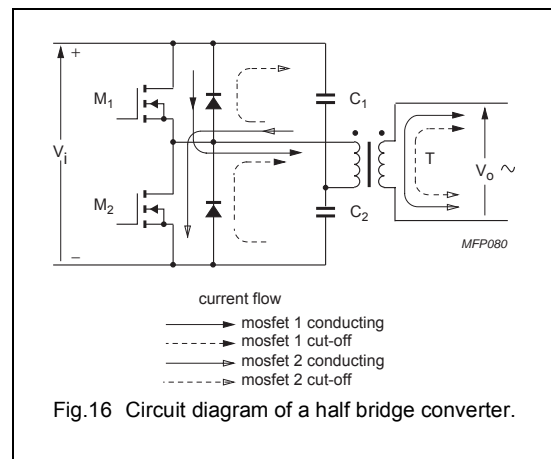 +
M1
C1
Vi
T
Vo ~
M2
C2
−
MFP080
current flow
mosfet 1 conducting
mosfet 1 cut-off
mosfet 2 conducting
mosfet 2 cut-off
Fig.16 Circuit diagram of a half bridge converter.